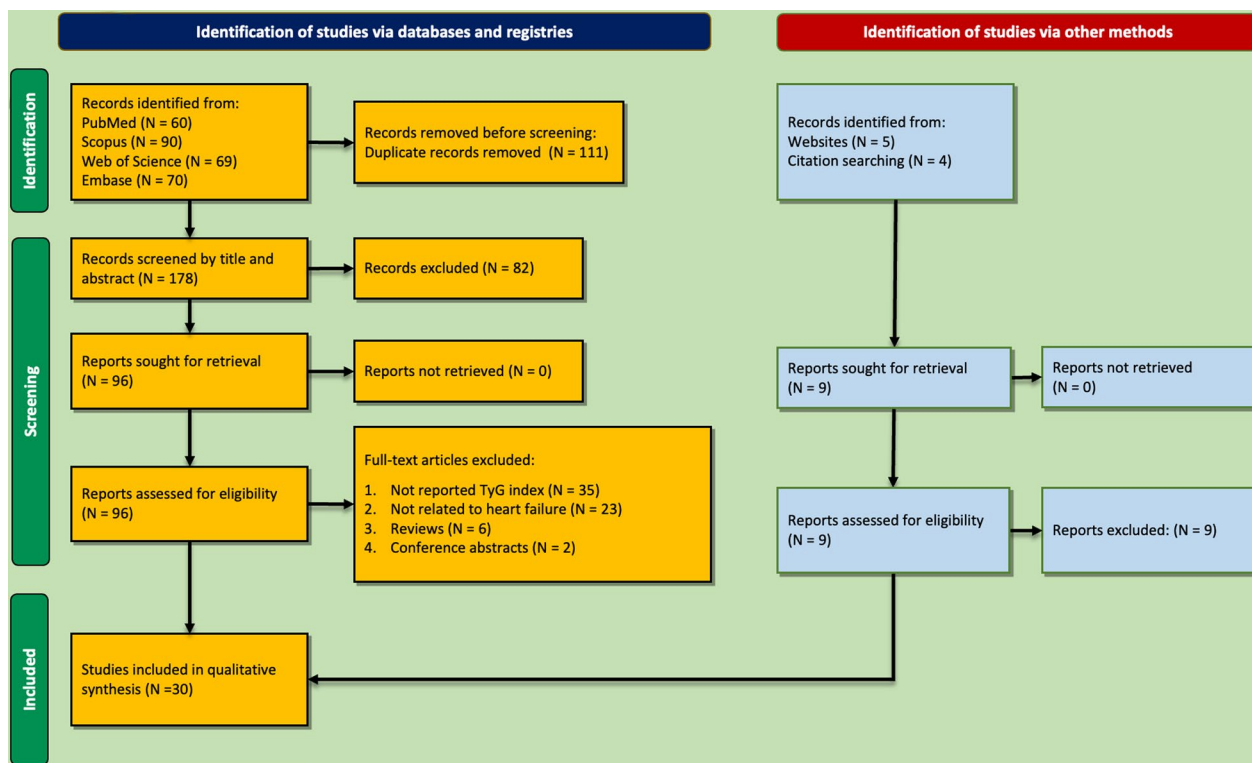 Identification of studies via databases and registries
Identification of studies via other methods
Identification
Records identified from:
PubMed (N = 60)
Scopus (N = 90)
Web of Science (N = 69)
Embase (N = 70)
Records removed before screening:
Duplicate records removed (N = 111)
Records identified from:
Websites (N = 5)
Citation searching (N = 4)
Screening
Records screened by title and
abstract (N = 178)
Records excluded (N = 82)
Reports sought for retrieval
(N = 96)
Reports not retrieved (N = 0)
Reports sought for retrieval
(N = 9)
Reports not retrieved
(N = 0)
Reports assessed for eligibility
(N = 96)
Full-text articles excluded:
1. Not reported TyG index (N = 35)
2. Not related to heart failure (N = 23)
3. Reviews (N = 6)
4. Conference abstracts (N = 2)
Reports assessed for eligibility
(N = 9)
Reports excluded: (N = 9)
Included
Studies included in qualitative
synthesis (N =30)